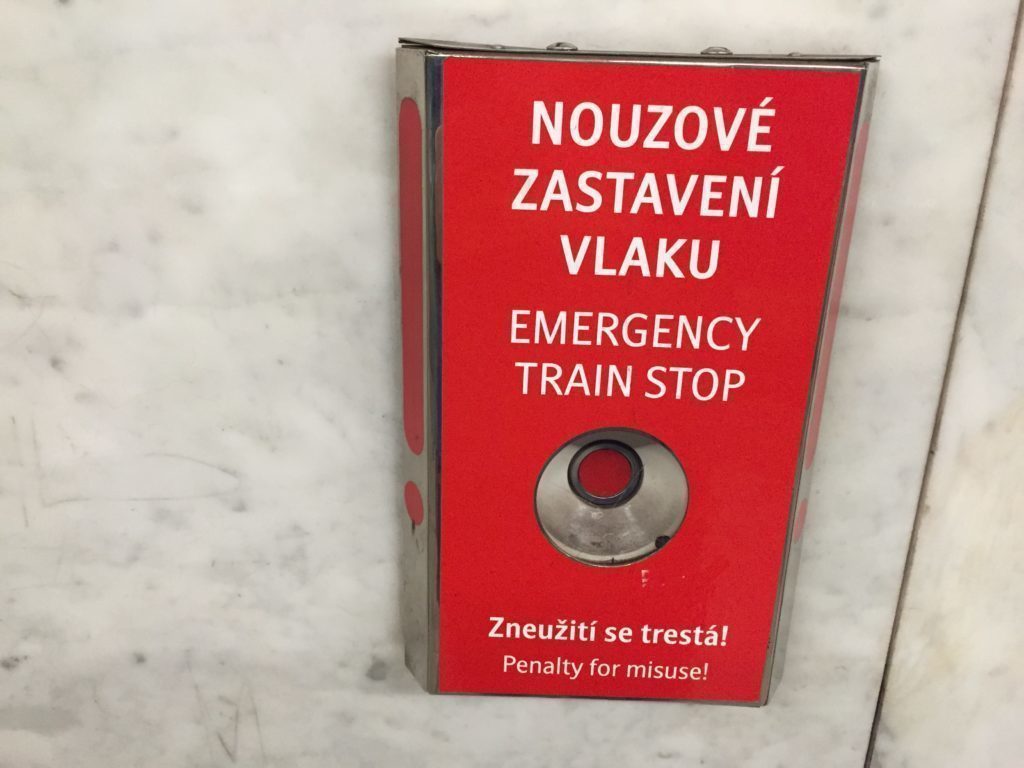 NOUZOVÉ
ZASTAVENÍ
VLAKU
EMERGENCY
TRAIN STOP
Zneužití se trestá!
Penalty for misuse!